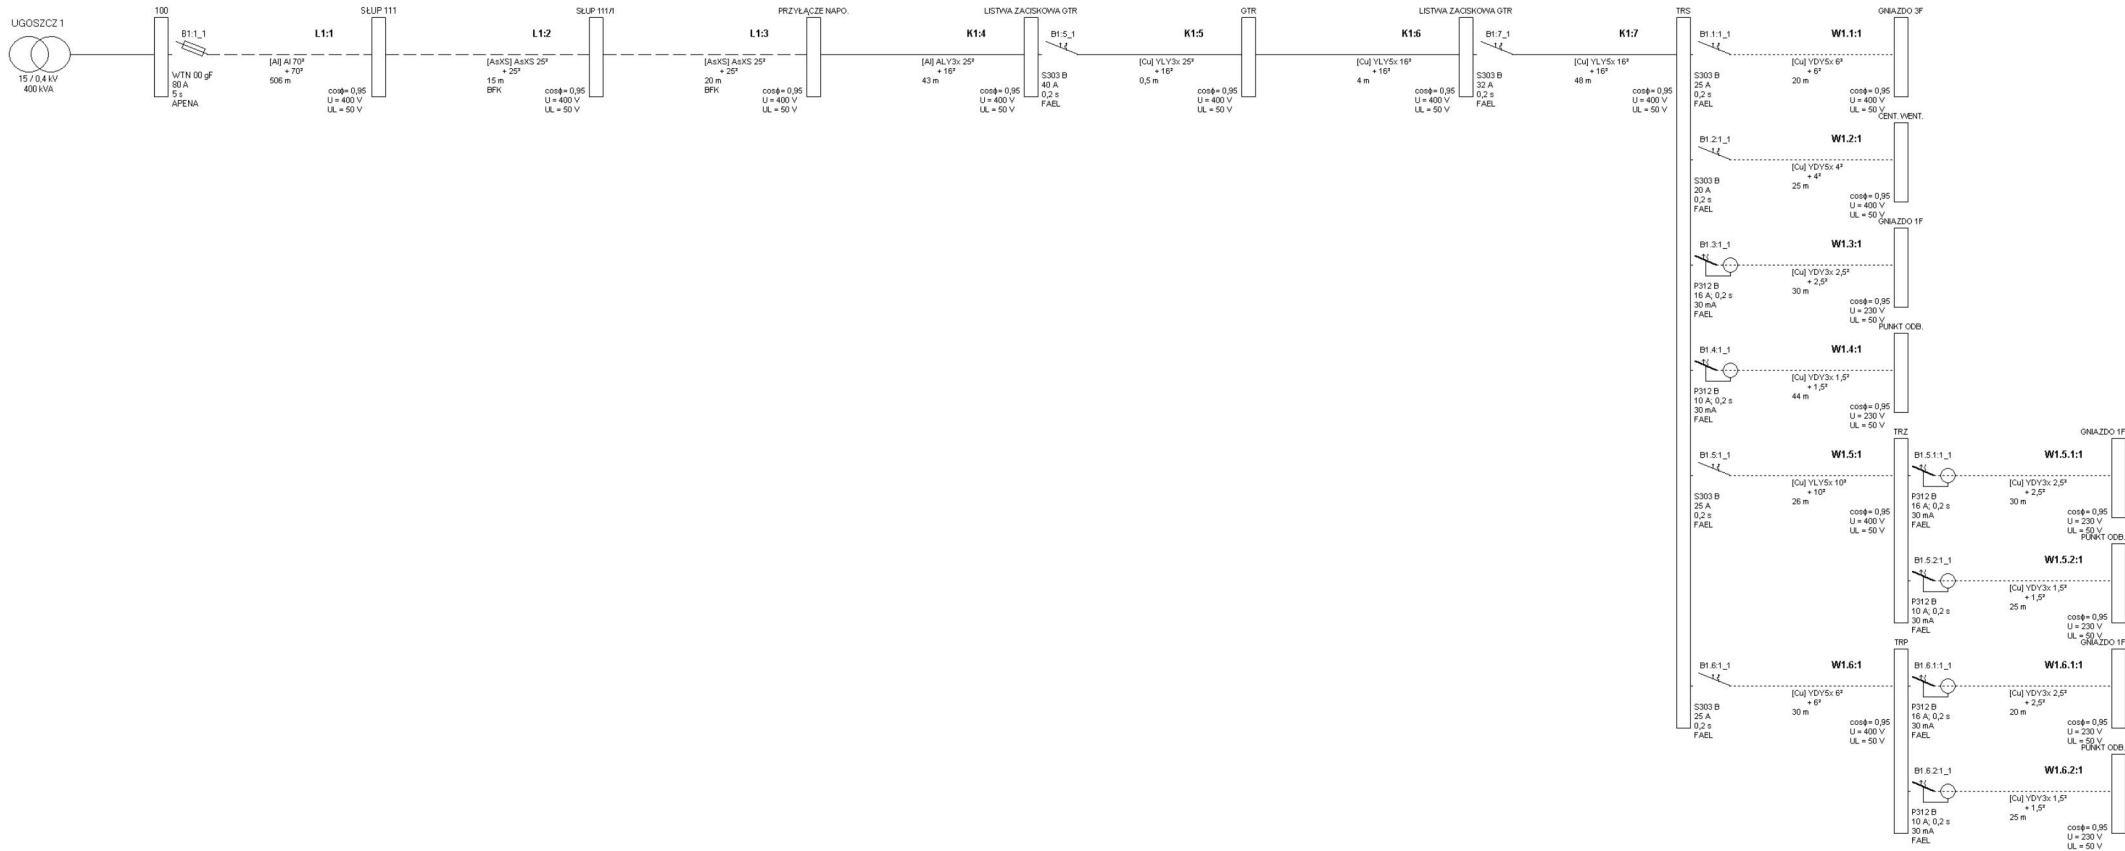 UGOSZCZ 1
15 / 0,4 kV
400 kVA
100
B1:1_1
WTN 00 gF
80 A
5 s
APENA
L1:1
[Al] Al 70²
+ 70²
506 m
SŁUP 111
cosφ= 0,95
U = 400 V
UL = 50 V
L1:2
[AsXS] AsXS 25²
+ 25²
15 m
BFK
SŁUP 111/1
cosφ= 0,95
U = 400 V
UL = 50 V
L1:3
[AsXS] AsXS 25²
+ 25²
20 m
BFK
PRZYŁĄCZE NAPO.
cosφ= 0,95
U = 400 V
UL = 50 V
K1:4
[Al] ALY3x 25²
+ 16²
43 m
LISTWA ZACISKOWA GTR
cosφ= 0,95
U = 400 V
UL = 50 V
B1:5_1
S303 B
40 A
0,2 s
FAEL
K1:5
[Cu] YLY3x 25²
+ 16²
0,5 m
GTR
cosφ= 0,95
U = 400 V
UL = 50 V
K1:6
[Cu] YLY5x 16²
+ 16²
4 m
LISTWA ZACISKOWA GTR
cosφ= 0,95
U = 400 V
UL = 50 V
B1:7_1
S303 B
32 A
0,2 s
FAEL
K1:7
[Cu] YLY5x 16²
+ 16²
48 m
TRS
cosφ= 0,95
U = 400 V
UL = 50 V
B1.1:1_1
S303 B
25 A
0,2 s
FAEL
W1.1:1
[Cu] YDY5x 6²
+ 6²
20 m
GNIAZDO 3F
cosφ= 0,95
U = 400 V
UL = 50 V
B1.2:1_1
S303 B
20 A
0,2 s
FAEL
W1.2:1
[Cu] YDY5x 4²
+ 4²
25 m
CENT. WENT.
cosφ= 0,95
U = 400 V
UL = 50 V
B1.3:1_1
P312 B
16 A; 0,2 s
30 mA
FAEL
W1.3:1
[Cu] YDY3x 2,5²
+ 2,5²
30 m
GNIAZDO 1F
cosφ= 0,95
U = 230 V
UL = 50 V
B1.4:1_1
P312 B
10 A; 0,2 s
30 mA
FAEL
W1.4:1
[Cu] YDY3x 1,5²
+ 1,5²
44 m
PUNKT ODB.
cosφ= 0,95
U = 230 V
UL = 50 V
B1.5:1_1
S303 B
25 A
0,2 s
FAEL
W1.5:1
[Cu] YLY5x 10²
+ 10²
26 m
TRZ
cosφ= 0,95
U = 400 V
UL = 50 V
B1.5.1:1_1
P312 B
16 A; 0,2 s
30 mA
FAEL
W1.5.1:1
[Cu] YDY3x 2,5²
+ 2,5²
30 m
GNIAZDO 1F
cosφ= 0,95
U = 230 V
UL = 50 V
B1.5.2:1_1
P312 B
10 A; 0,2 s
30 mA
FAEL
W1.5.2:1
[Cu] YDY3x 1,5²
+ 1,5²
25 m
PUNKT ODB.
cosφ= 0,95
U = 230 V
UL = 50 V
B1.6:1_1
S303 B
25 A
0,2 s
FAEL
W1.6:1
[Cu] YDY5x 6²
+ 6²
30 m
TRP
cosφ= 0,95
U = 400 V
UL = 50 V
B1.6.1:1_1
P312 B
16 A; 0,2 s
30 mA
FAEL
W1.6.1:1
[Cu] YDY3x 2,5²
+ 2,5²
20 m
GNIAZDO 1F
cosφ= 0,95
U = 230 V
UL = 50 V
B1.6.2:1_1
P312 B
10 A; 0,2 s
30 mA
FAEL
W1.6.2:1
[Cu] YDY3x 1,5²
+ 1,5²
25 m
PUNKT ODB.
cosφ= 0,95
U = 230 V
UL = 50 V